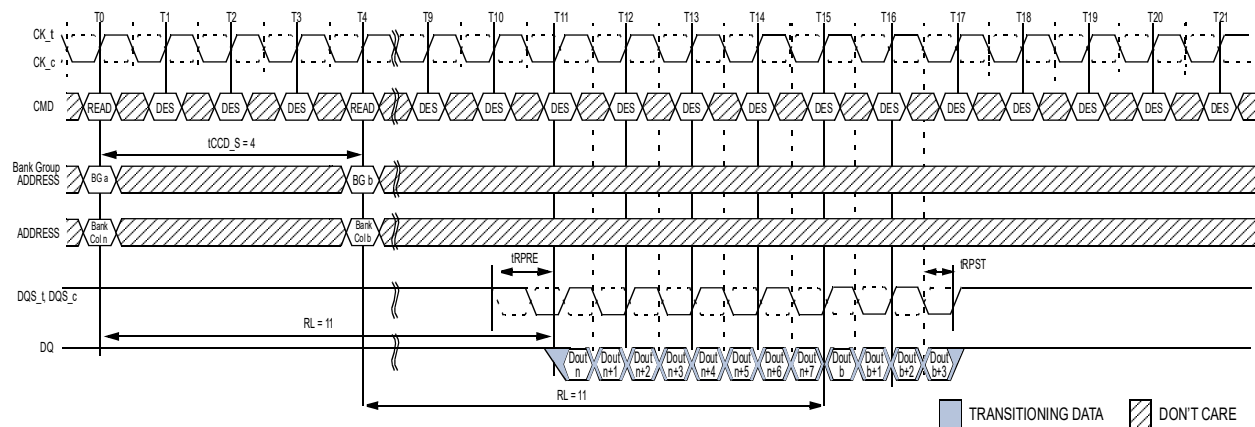 T0 T1 T2 T3 T4 T9 T10 T11 T12 T13 T14 T15 T16 T17 T18 T19 T20 T21
CK_t
CK_c
CMD READ DES DES DES READ DES DES DES DES DES DES DES DES DES DES DES DES DES
tCCD_S = 4
Bank Group
ADDRESS
BG a BG b
ADDRESS
Bank
Col n
Bank
Col b
tRPRE tRPST
DQS_t, DQS_c
RL = 11
DQ
Dout
n
Dout
n+1
Dout
n+2
Dout
n+3
Dout
n+4
Dout
n+5
Dout
n+6
Dout
n+7
Dout
b
Dout
b+1
Dout
b+2
Dout
b+3
RL = 11
TRANSITIONING DATA DON'T CARE